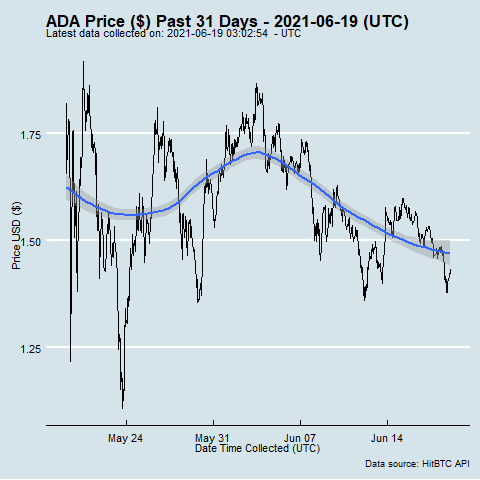 ADA Price ($) Past 31 Days - 2021-06-19 (UTC)
Latest data collected on: 2021-06-19 03:02:54 - UTC
1.75
1.50
1.25
Price USD ($)
May 24
May 31
Jun 07
Jun 14
Date Time Collected (UTC)
Data source: HitBTC API